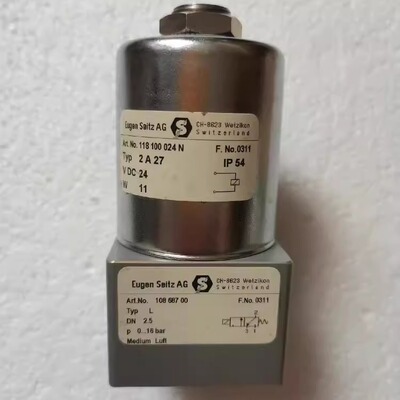 Eugen Seitz AG S CH-8623 Wetzikon
Switzerland
Art.No. 118 100 024 N F. No.0311
Typ 2 A 27 IP 54
V DC 24
W 11
Eugen Seitz AG S CH-8623 Wetzikon
Switzerland
Art.No. 108 687 00 F.No.0311
Typ L
DN 2.5
p 0...16 bar
Medium Luft